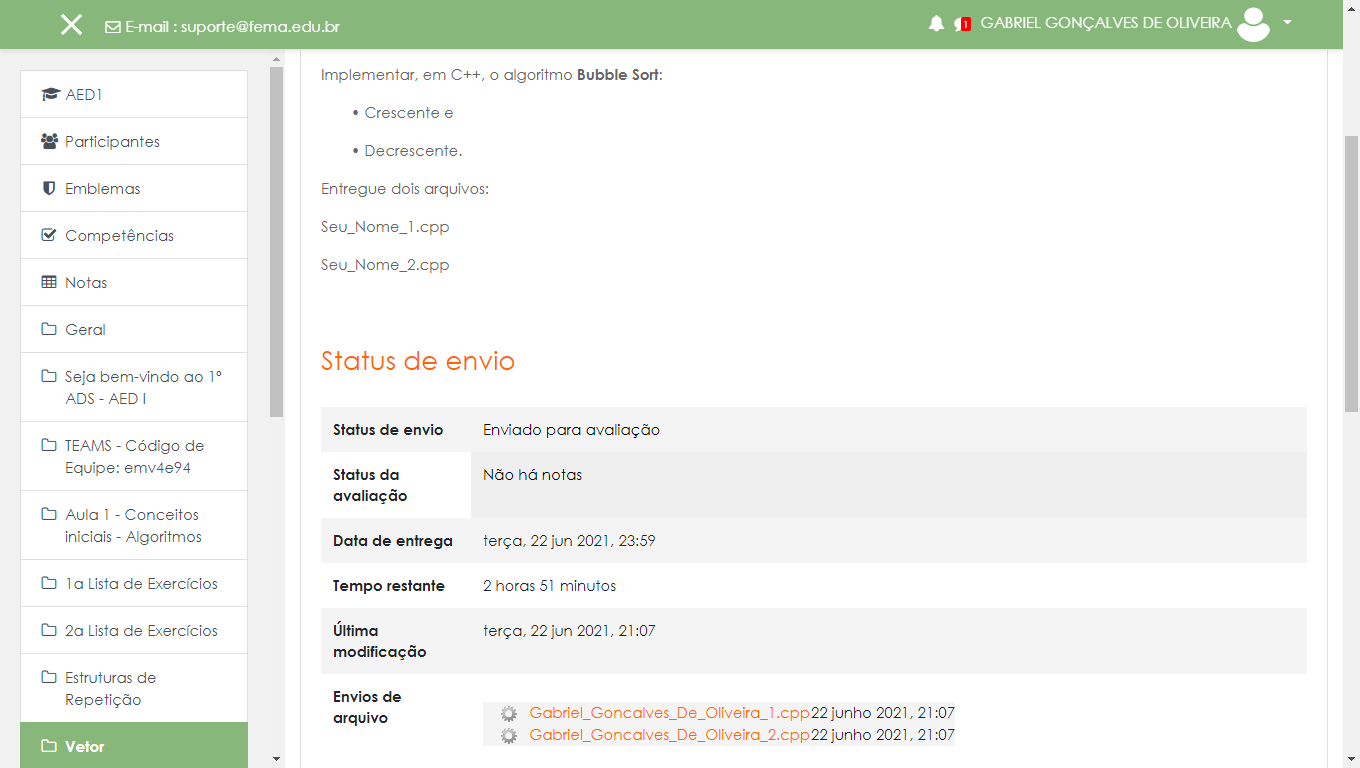 E-mail : suporte@fema.edu.br
1
GABRIEL GONÇALVES DE OLIVEIRA
AED1
Participantes
Emblemas
Competências
Notas
Geral
Seja bem-vindo ao 1º
ADS - AED I
TEAMS - Código de
Equipe: emv4e94
Aula 1 - Conceitos
iniciais - Algoritmos
1a Lista de Exercícios
2a Lista de Exercícios
Estruturas de
Repetição
Vetor
Implementar, em C++, o algoritmo Bubble Sort:
• Crescente e
• Decrescente.
Entregue dois arquivos:
Seu_Nome_1.cpp
Seu_Nome_2.cpp
Status de envio
Status de envio Enviado para avaliação
Status da Não há notas
avaliação
Data de entrega terça, 22 jun 2021, 23:59
Tempo restante 2 horas 51 minutos
Última terça, 22 jun 2021, 21:07
modificação
Envios de
arquivo
Gabriel_Goncalves_De_Oliveira_1.cpp22 junho 2021, 21:07
Gabriel_Goncalves_De_Oliveira_2.cpp22 junho 2021, 21:07